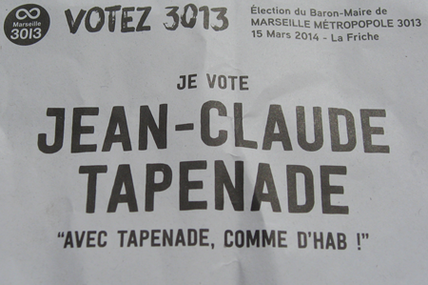 Marseille
3013
VOTEZ 3013
Élection du Baron-Maire de
MARSEILLE MÉTROPOPOLE 3013
15 Mars 2014 - La Friche
JE VOTE
JEAN-CLAUDE
TAPENADE
“AVEC TAPENADE, COMME D'HAB !”